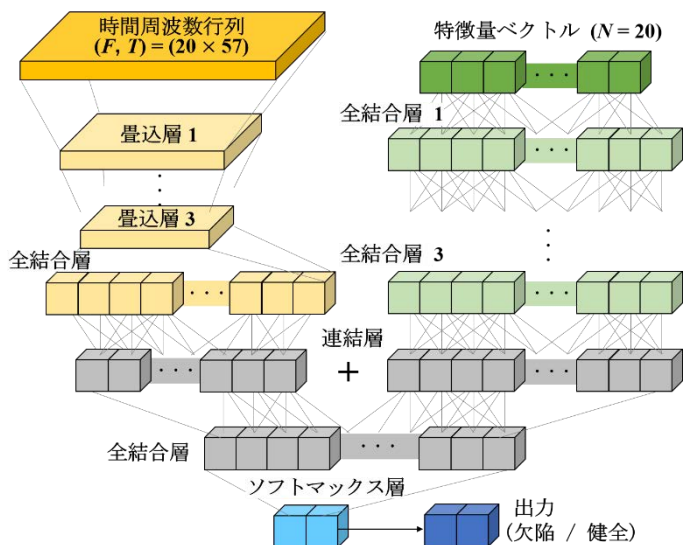 時間周波数行列
(F, T) = (20 × 57)
畳込層 1
畳込層 3
全結合層
特徴量ベクトル (N = 20)
全結合層 1
全結合層 3
連結層
+
全結合層
ソフトマックス層
出力
(欠陥 / 健全)